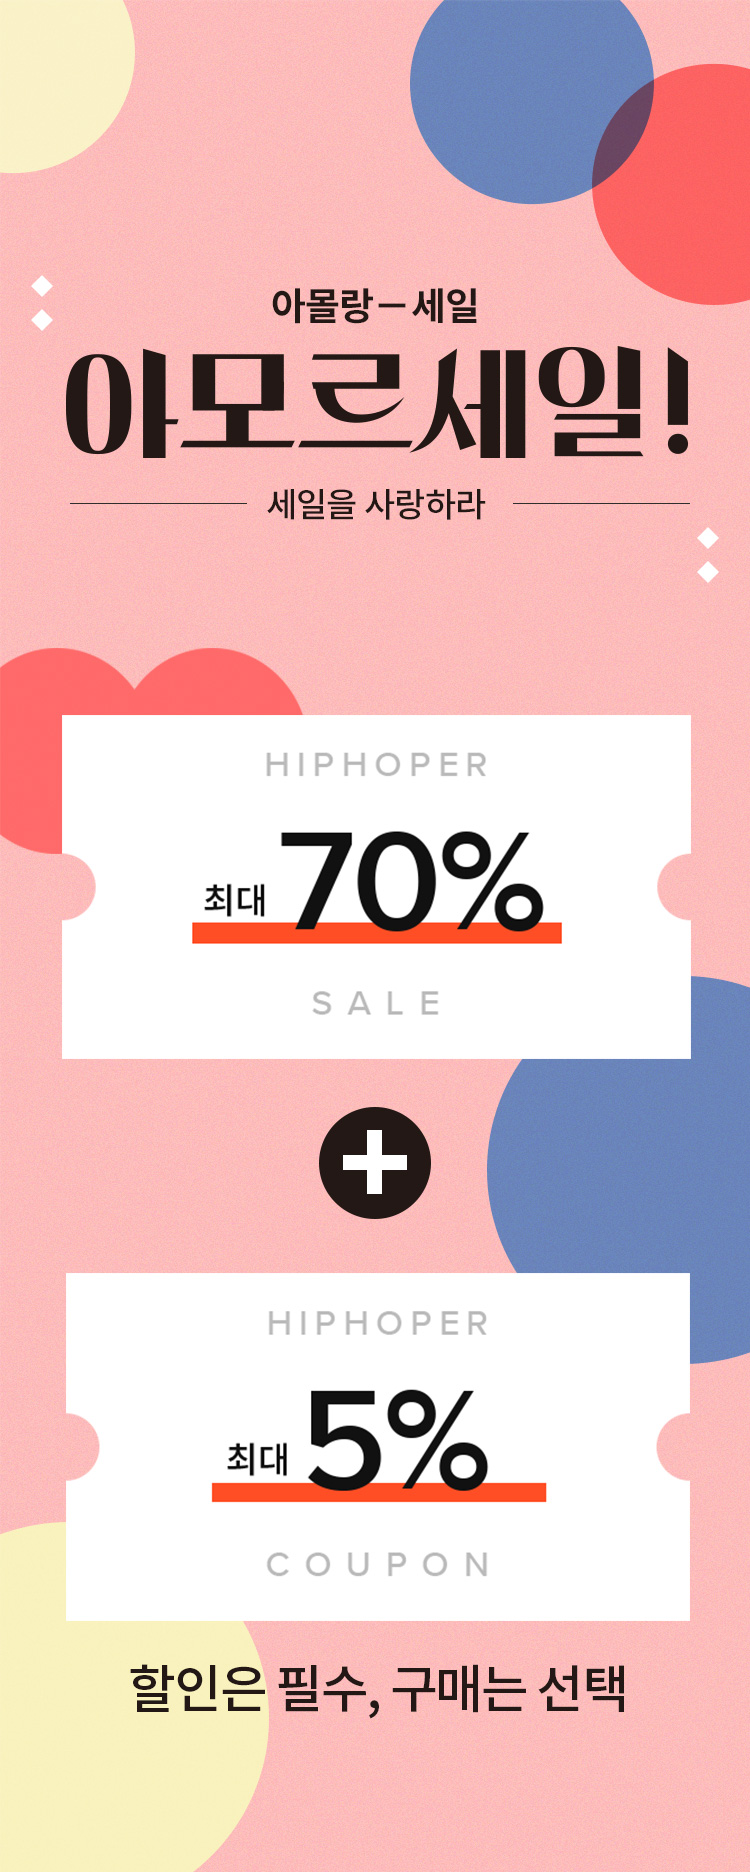 아몰랑 – 세일
아모르세일!
세일을 사랑하라
HIPHOPER
최대 70%
SALE
HIPHOPER
최대 5%
COUPON
할인은 필수, 구매는 선택